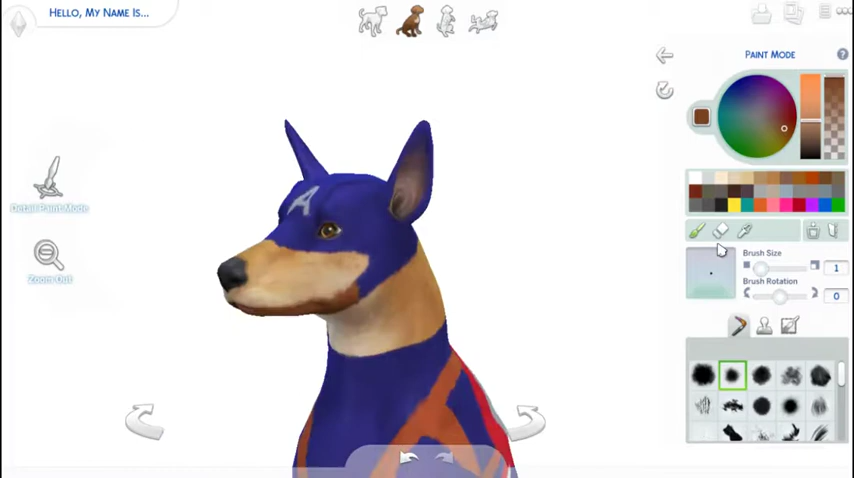 HELLO, MY NAME IS...
PAINT MODE
?
A
Detail Paint Mode
Zoom Out
Brush Size
1
Brush Rotation
0